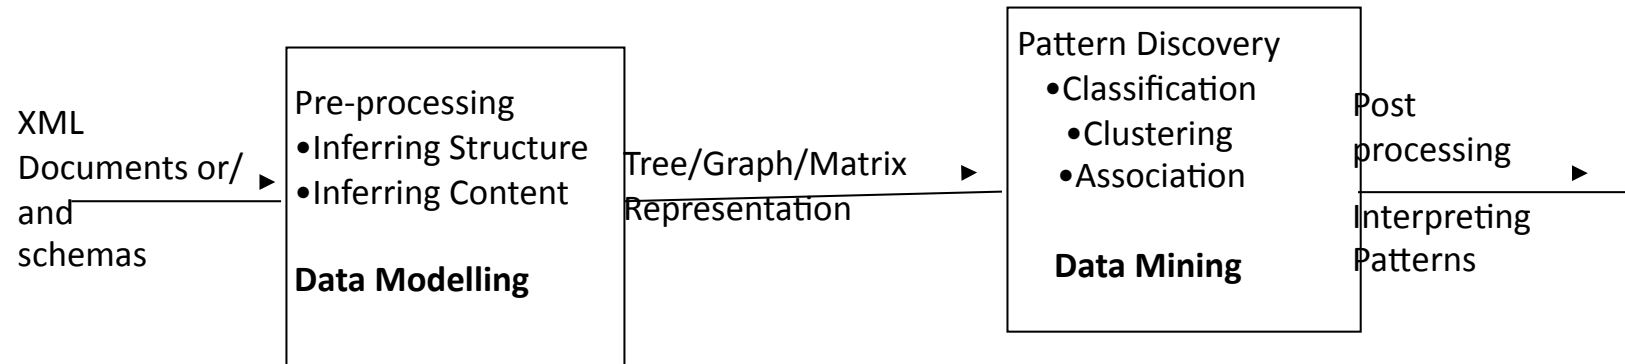 XML
Documents or/
and
schemas
Pre-processing
•Inferring Structure
•Inferring Content
Data Modelling
Tree/Graph/Matrix
Representation
Pattern Discovery
•Classification
•Clustering
•Association
Data Mining
Post
processing
Interpreting
Patterns